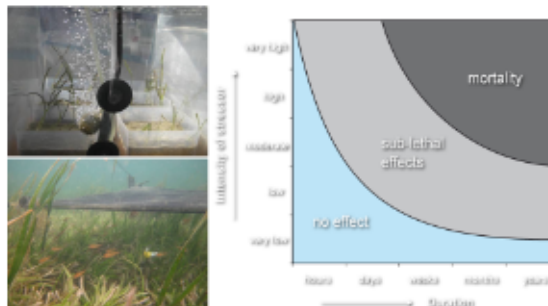 very high
high
moderate
low
very low
Intensity of stressor
mortality
sub-lethal
effects
no effect
hours
days
weeks
months
years
Duration